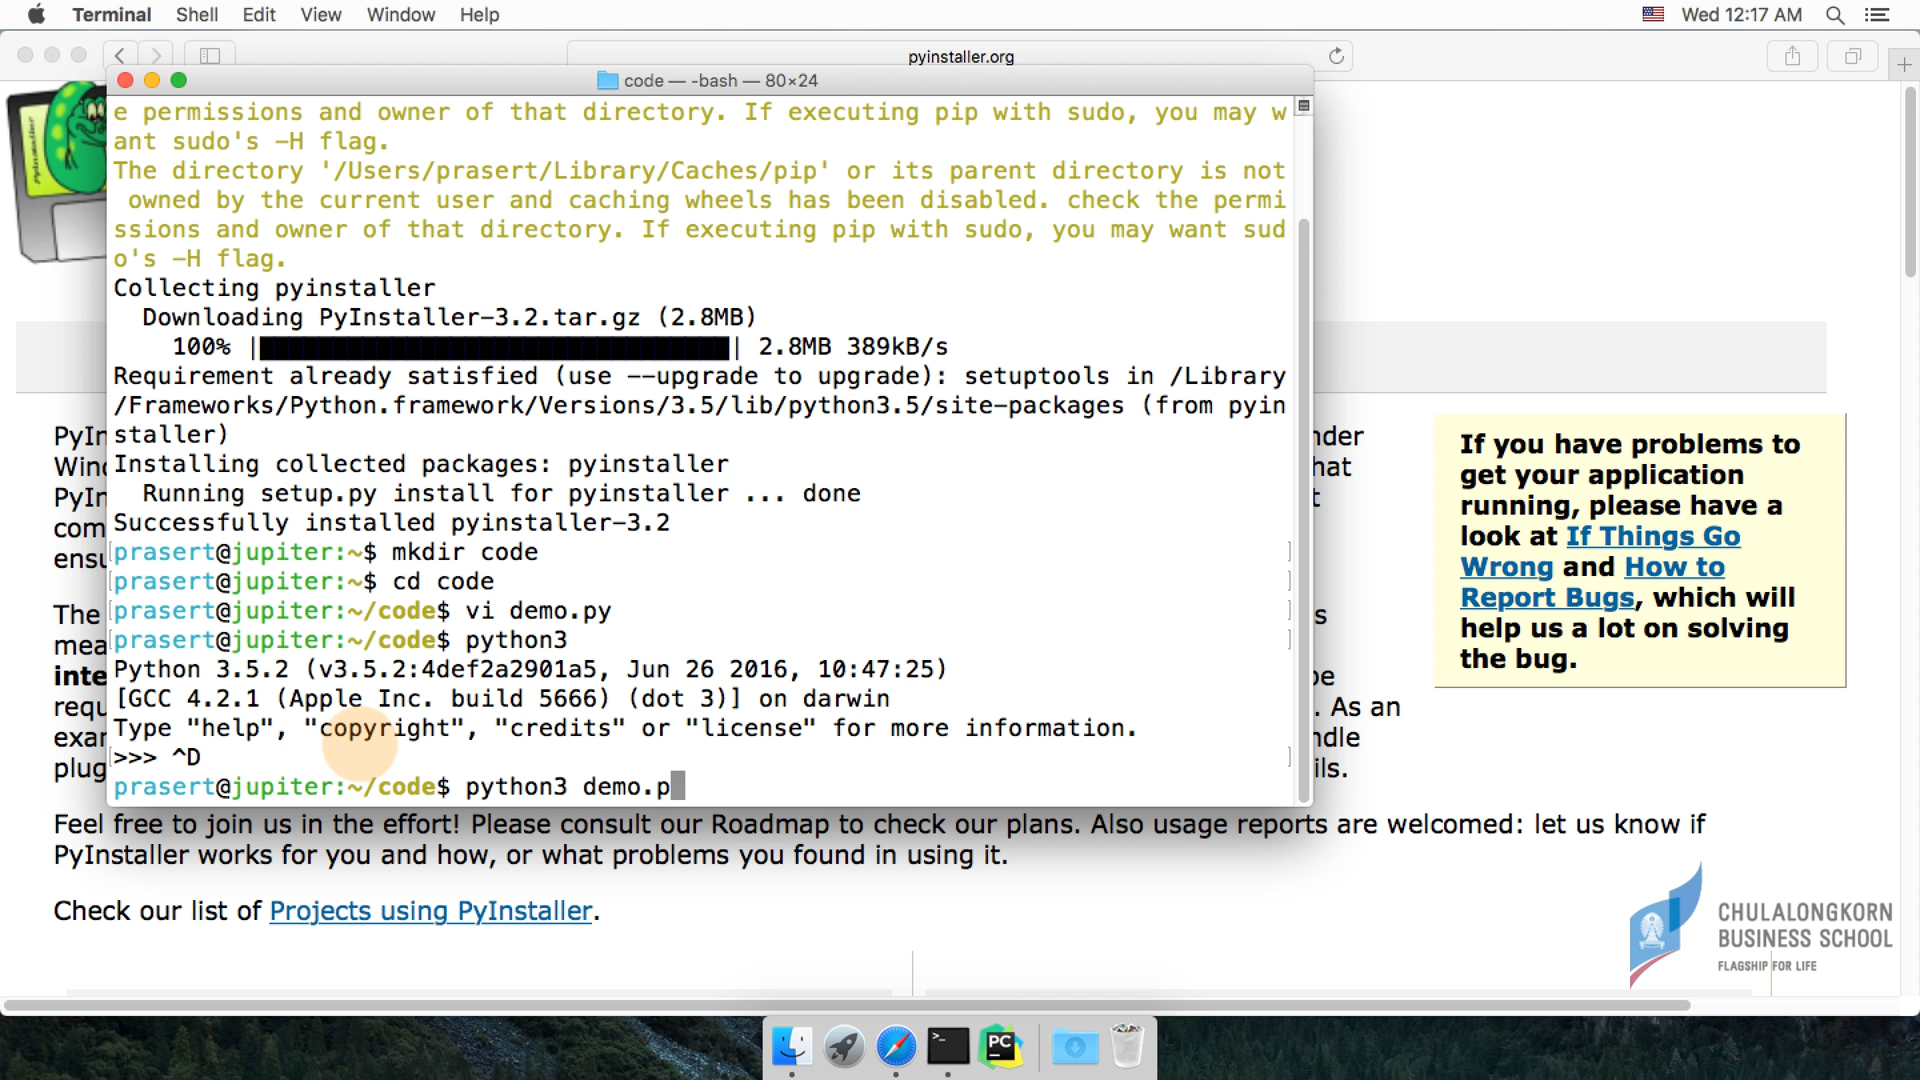 Terminal Shell Edit View Window Help Wed 12:17 AM
pyinstaller.org
code — -bash — 80×24
e permissions and owner of that directory. If executing pip with sudo, you may w
ant sudo's -H flag.
The directory '/Users/prasert/Library/Caches/pip' or its parent directory is not
owned by the current user and caching wheels has been disabled. check the permi
ssions and owner of that directory. If executing pip with sudo, you may want sud
o's -H flag.
Collecting pyinstaller
Downloading PyInstaller-3.2.tar.gz (2.8MB)
100% |████████████████████████████████| 2.8MB 389kB/s
Requirement already satisfied (use --upgrade to upgrade): setuptools in /Library
/Frameworks/Python.framework/Versions/3.5/lib/python3.5/site-packages (from pyin
staller)
Installing collected packages: pyinstaller
Running setup.py install for pyinstaller ... done
Successfully installed pyinstaller-3.2
prasert@jupiter:~$ mkdir code
prasert@jupiter:~$ cd code
prasert@jupiter:~/code$ vi demo.py
prasert@jupiter:~/code$ python3
Python 3.5.2 (v3.5.2:4def2a2901a5, Jun 26 2016, 10:47:25)
[GCC 4.2.1 (Apple Inc. build 5666) (dot 3)] on darwin
Type "help", "copyright", "credits" or "license" for more information.
>>> ^D
prasert@jupiter:~/code$ python3 demo.p
If you have problems to
get your application
running, please have a
look at If Things Go
Wrong and How to
Report Bugs, which will
help us a lot on solving
the bug.
The
. As an
Feel free to join us in the effort! Please consult our Roadmap to check our plans. Also usage reports are welcomed: let us know if
PyInstaller works for you and how, or what problems you found in using it.
Check our list of Projects using PyInstaller.
CHULALONGKORN
BUSINESS SCHOOL
FLAGSHIP FOR LIFE
PC